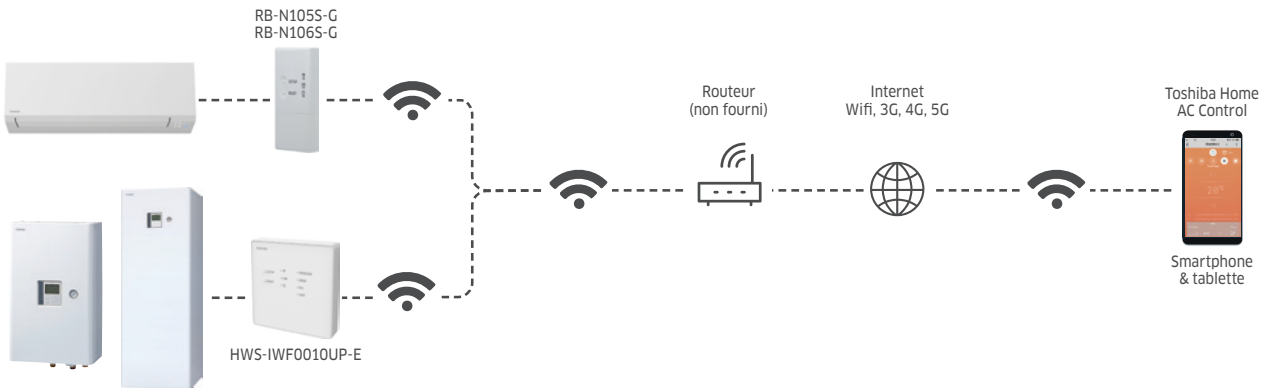 RB-N105S-G
RB-N106S-G
Routeur
(non fourni)
Internet
Wifi, 3G, 4G, 5G
Toshiba Home
AC Control
Smartphone
& tablette
HWS-IWF0010UP-E